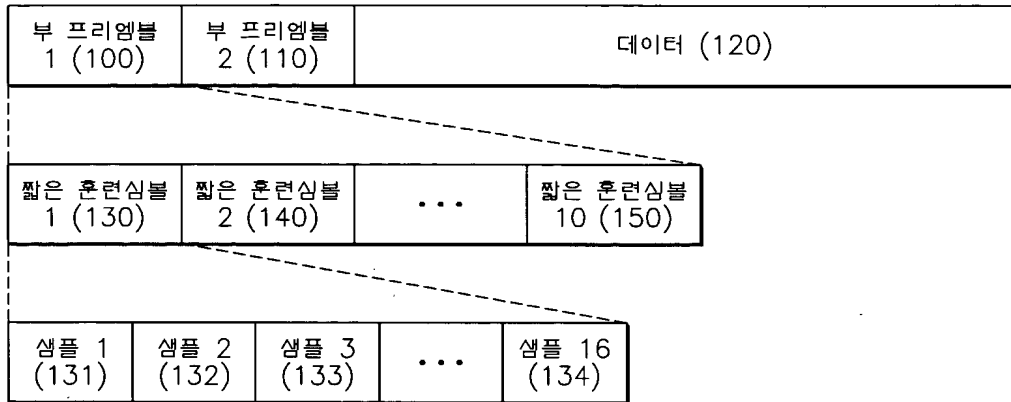 부 프리엠블
1 (100)
부 프리엠블
2 (110)
데이터 (120)
짧은 훈련심볼
1 (130)
짧은 훈련심볼
2 (140)
•••
짧은 훈련심볼
10 (150)
샘플 1
(131)
샘플 2
(132)
샘플 3
(133)
•••
샘플 16
(134)